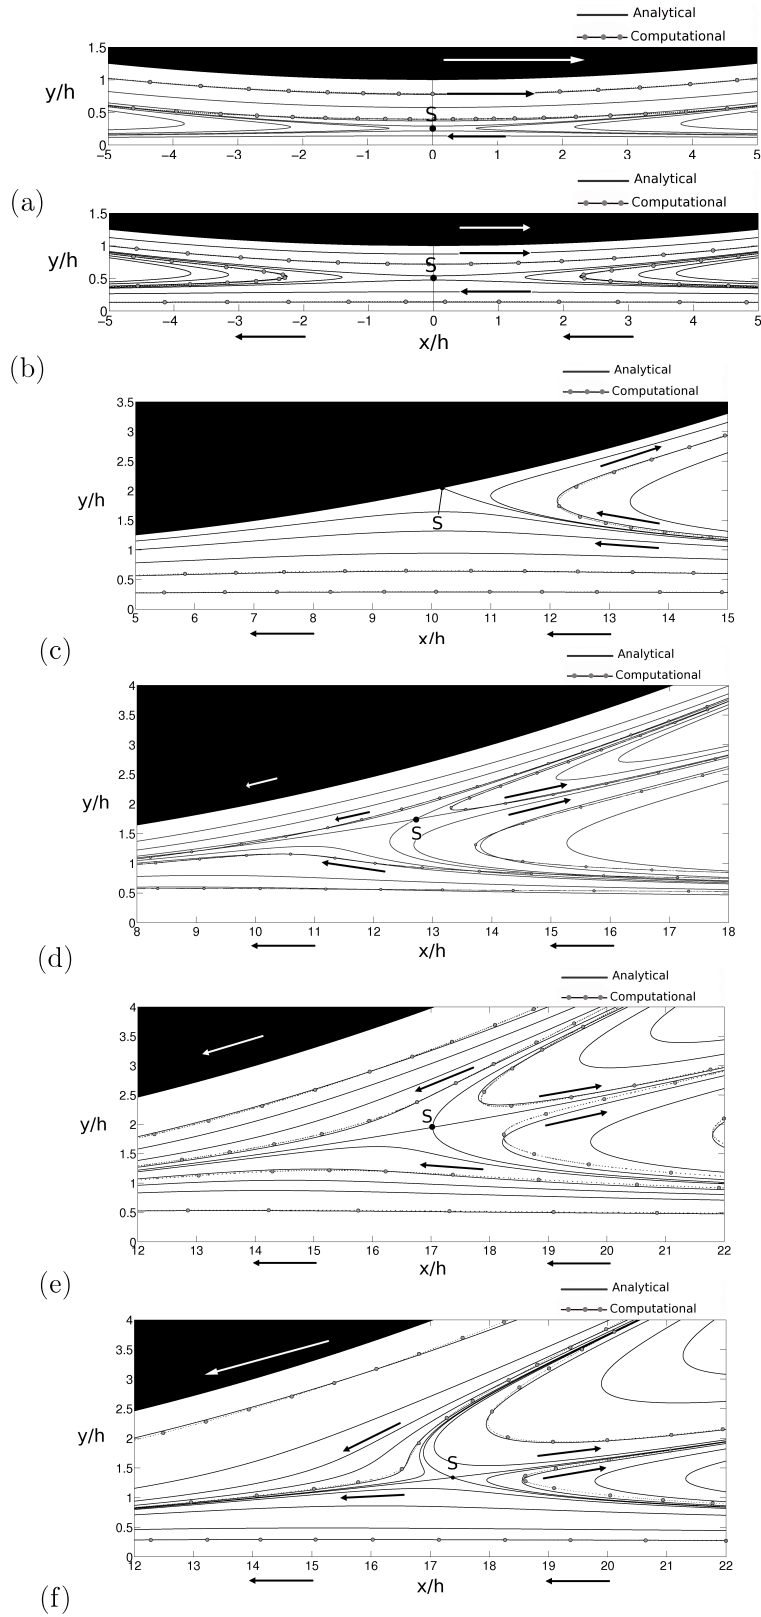 Analytical
Computational
1.5
1
0.5
0
y/h
S
−5 −4 −3 −2 −1 0 1 2 3 4 5
(a)
Analytical
Computational
1.5
1
0.5
0
y/h
S
−5 −4 −3 −2 −1 0 1 2 3 4 5
x/h
(b)
Analytical
Computational
3.5
3
2.5
2
1.5
1
0.5
0
y/h
S
5 6 7 8 9 10 11 12 13 14 15
x/h
(c)
Analytical
Computational
4
3.5
3
2.5
2
1.5
1
0.5
0
y/h
S
8 9 10 11 12 13 14 15 16 17 18
x/h
(d)
Analytical
Computational
4
3.5
3
2.5
2
1.5
1
0.5
0
y/h
S
12 13 14 15 16 17 18 19 20 21 22
x/h
(e)
Analytical
Computational
4
3.5
3
2.5
2
1.5
1
0.5
0
y/h
S
12 13 14 15 16 17 18 19 20 21 22
x/h
(f)